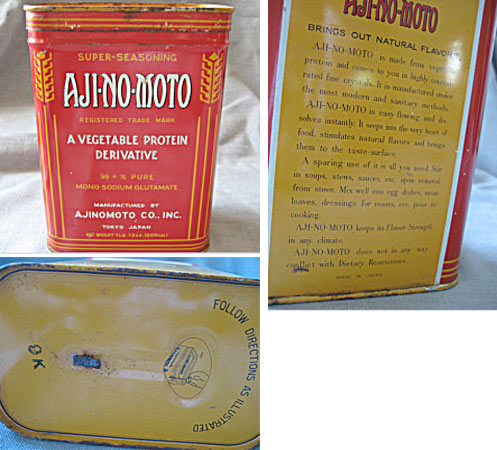 SUPER-SEASONING
AJI-NO-MOTO
REGISTERED TRADE MARK
A VEGETABLE PROTEIN
DERIVATIVE
99 + % PURE
MONO-SODIUM GLUTAMATE
MANUFACTURED BY
AJINOMOTO CO., INC.
TOKYO JAPAN
AJI-NO-MOTO
BRINGS OUT NATURAL FLAVOR
AJI-NO-MOTO is made from vege
protein and comes to you in highly conc
rated fine crystals. It is manufactured under
the most modern and sanitary methods.
AJI-NO-MOTO is easy-flowing and dis
solves instantly. It seeps into the very heart of
food, stimulates natural flavors and brings
them to the taste-surface.
A sparing use of it is all you need. Stir
in soups, stews, sauces, etc. upon removal
from stove. Mix well into egg dishes, meat
loaves, dressings for roasts, etc. prior to
cooking.
AJI-NO-MOTO keeps its Flavor Strength
in any climate.
AJI-NO-MOTO does not in any way
conflict with Dietary Restrictions.
MADE IN JAPAN
FOLLOW DIRECTIONS AS ILLUSTRATED
OK